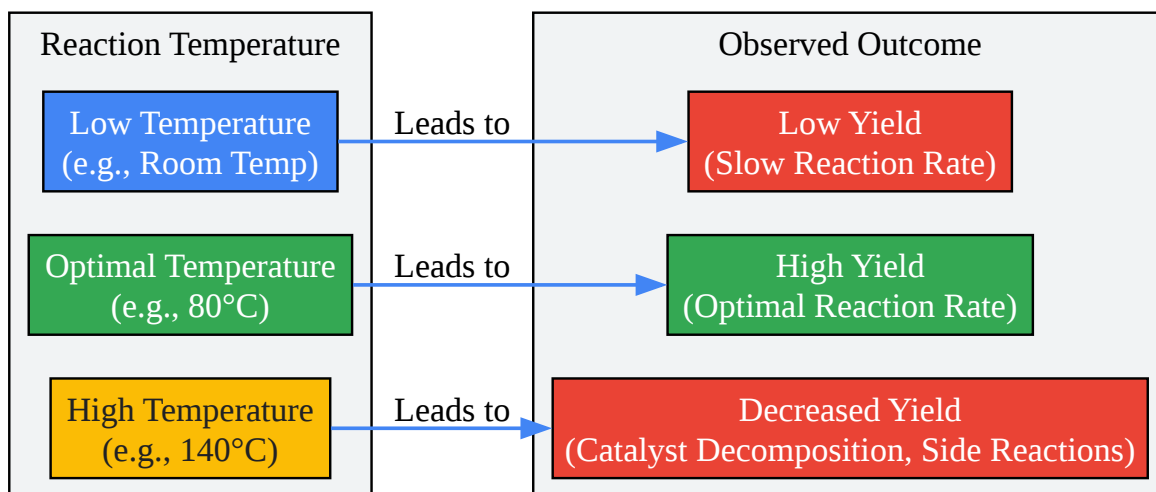 Reaction Temperature
Observed Outcome
Low Temperature
(e.g., Room Temp)
Leads to
Low Yield
(Slow Reaction Rate)
Optimal Temperature
(e.g., 80°C)
Leads to
High Yield
(Optimal Reaction Rate)
High Temperature
(e.g., 140°C)
Leads to
Decreased Yield
(Catalyst Decomposition, Side Reactions)